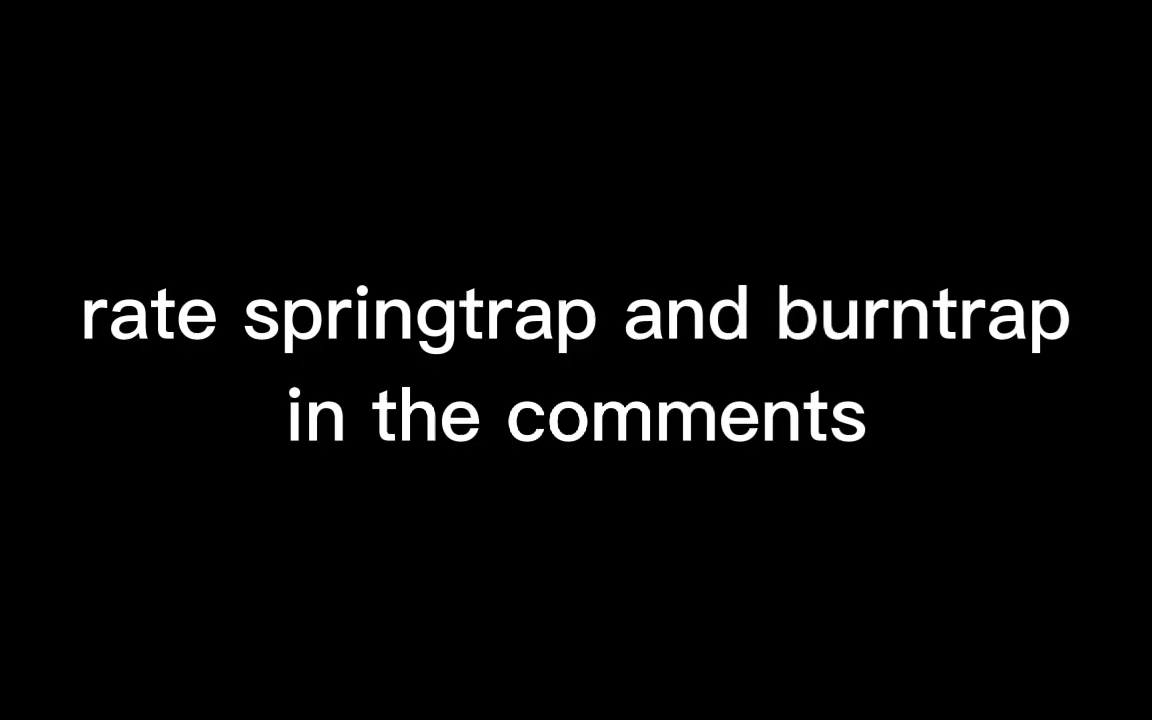 rate springtrap and burntrap
in the comments